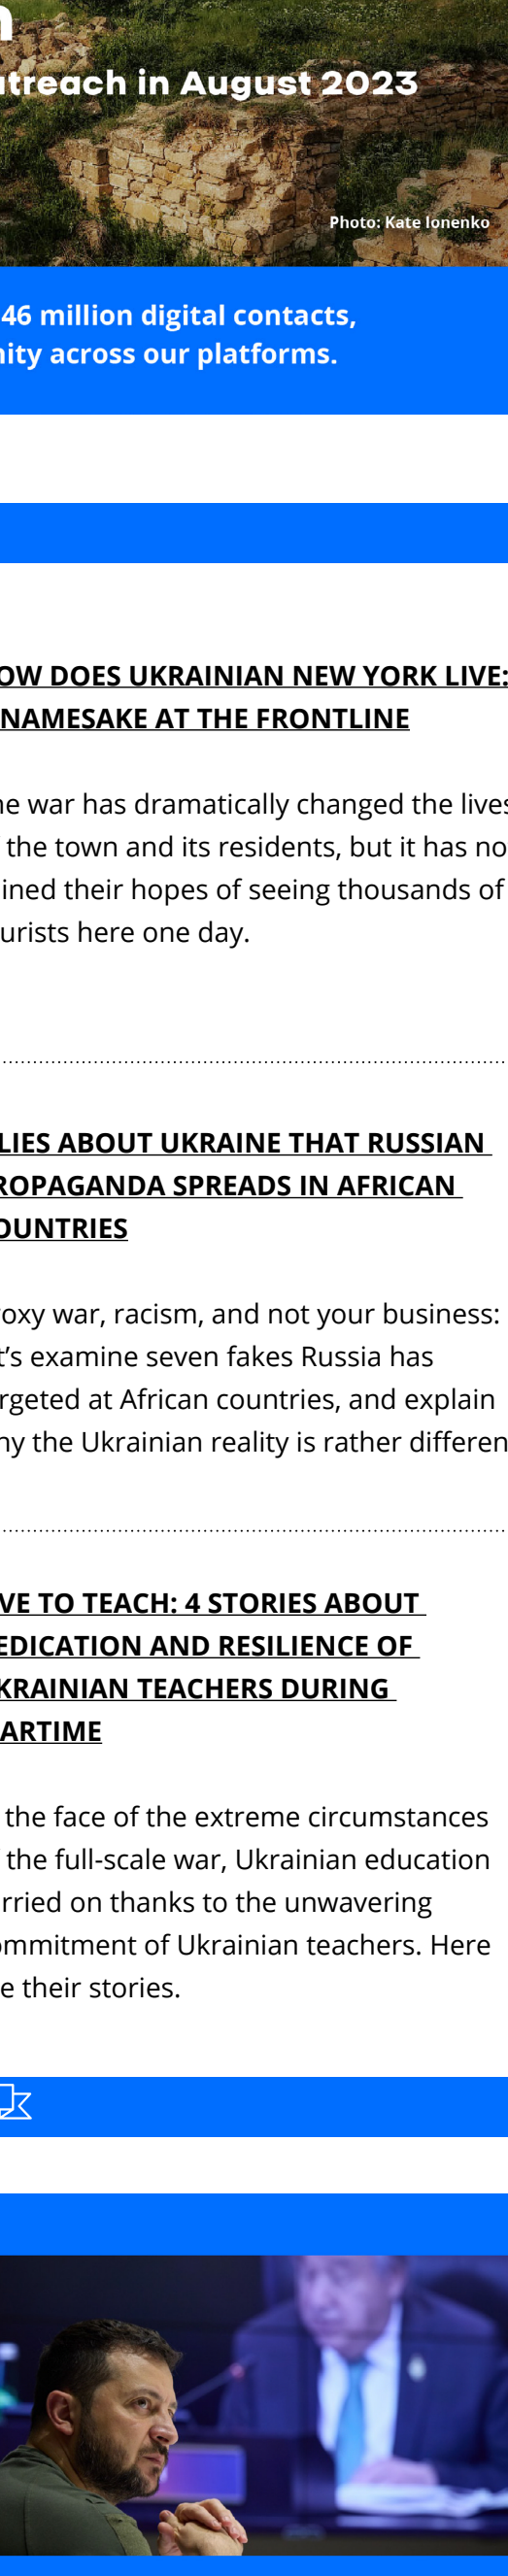 n
treach in August 2023
Photo: Kate Ionenko
46 million digital contacts,
ity across our platforms.
OW DOES UKRAINIAN NEW YORK LIVE:
NAMESAKE AT THE FRONTLINE
e war has dramatically changed the lives
the town and its residents, but it has no
ined their hopes of seeing thousands of
urists here one day.
LIES ABOUT UKRAINE THAT RUSSIAN
ROPAGANDA SPREADS IN AFRICAN
OUNTRIES
oxy war, racism, and not your business:
t’s examine seven fakes Russia has
rgeted at African countries, and explain
hy the Ukrainian reality is rather differen
VE TO TEACH: 4 STORIES ABOUT
EDICATION AND RESILIENCE OF
KRAINIAN TEACHERS DURING
ARTIME
the face of the extreme circumstances
the full-scale war, Ukrainian education
rried on thanks to the unwavering
ommitment of Ukrainian teachers. Here
e their stories.